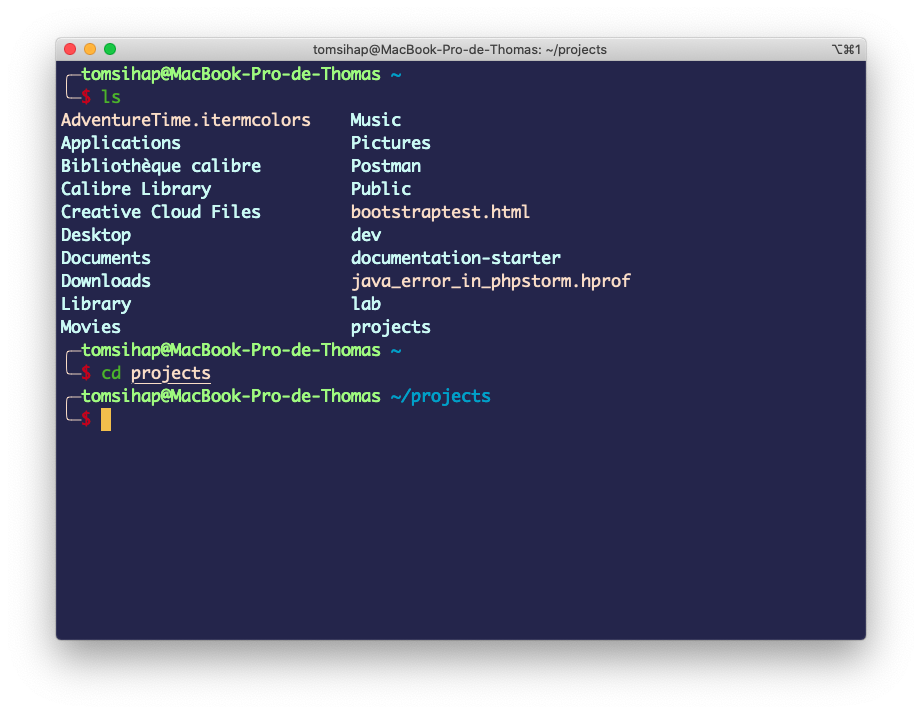 tomsihap@MacBook-Pro-de-Thomas: ~/projects ⌥⌘1
╭─tomsihap@MacBook-Pro-de-Thomas ~
╰─$ ls
AdventureTime.itermcolors    Music
Applications                 Pictures
Bibliothèque calibre         Postman
Calibre Library              Public
Creative Cloud Files         bootstraptest.html
Desktop                      dev
Documents                    documentation-starter
Downloads                    java_error_in_phpstorm.hprof
Library                      lab
Movies                       projects
╭─tomsihap@MacBook-Pro-de-Thomas ~
╰─$ cd projects
╭─tomsihap@MacBook-Pro-de-Thomas ~/projects
╰─$